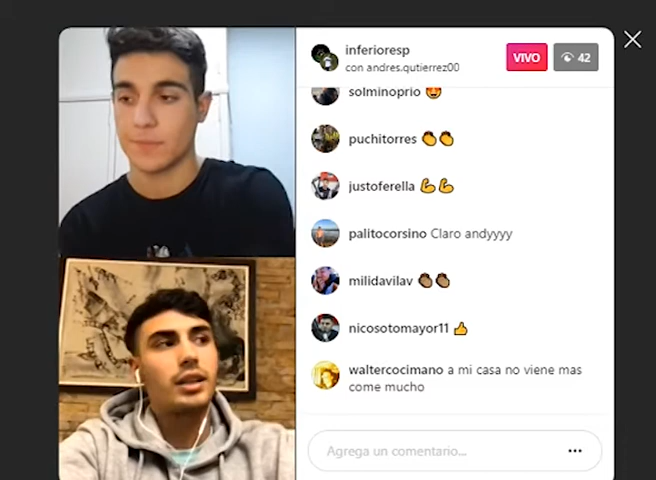 inferioresp
con andres.gutierrez00
VIVO
42
solminoprio 😍
puchitorres 👏👏
justoferella 💪💪
palitocorsino Claro andyyyy
milidavilav 👏🏽👏🏽
nicosotomayor11 👍
waltercocimano a mi casa no viene mas
come mucho
Agrega un comentario...